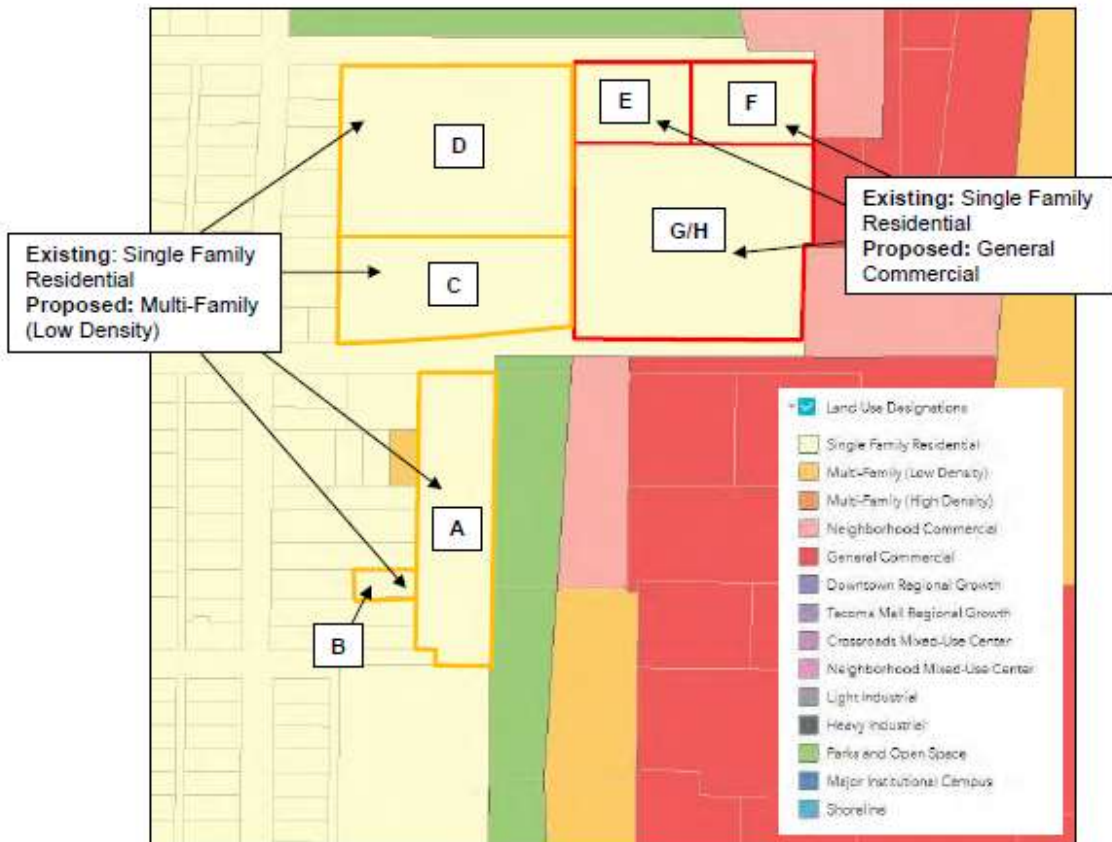 E
F
D
Existing: Single Family
Residential
Proposed: General
Commercial
G/H
Existing: Single Family
Residential
Proposed: Multi-Family
(Low Density)
C
A
B
Land Use Designations
Single Family Residential
Multi-Family (Low Density)
Multi-Family (High Density)
Neighborhood Commercial
General Commercial
Downtown Regional Growth
Tacoma Mall Regional Growth
Crossroads Mixed-Use Center
Neighborhood Mixed-Use Center
Light Industrial
Heavy Industrial
Parks and Open Space
Major Institutional Campus
Shoreline